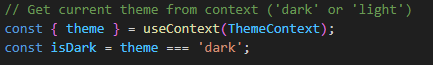 // Get current theme from context ('dark' or 'light')
const { theme } = useContext(ThemeContext);
const isDark = theme === 'dark';